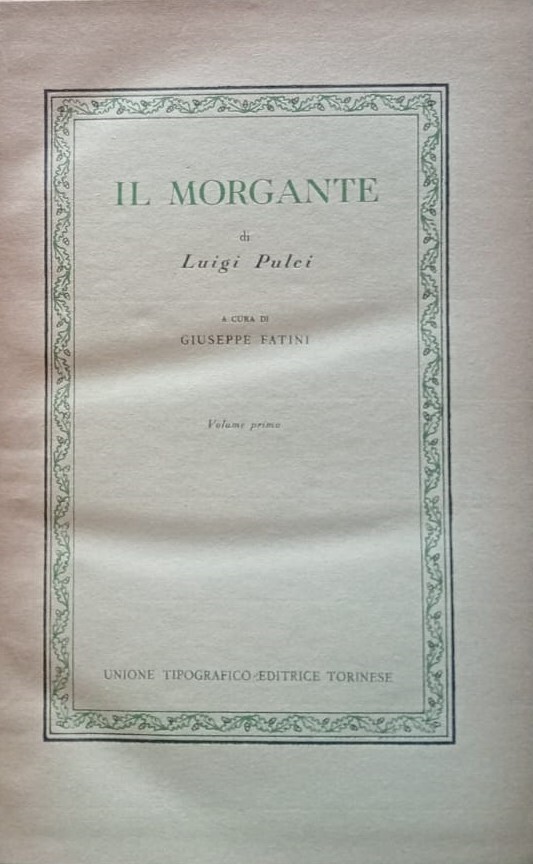 IL MORGANTE
di
Luigi Pulci
A CURA DI
GIUSEPPE FATINI
Volume primo
UNIONE TIPOGRAFICO-EDITRICE TORINESE